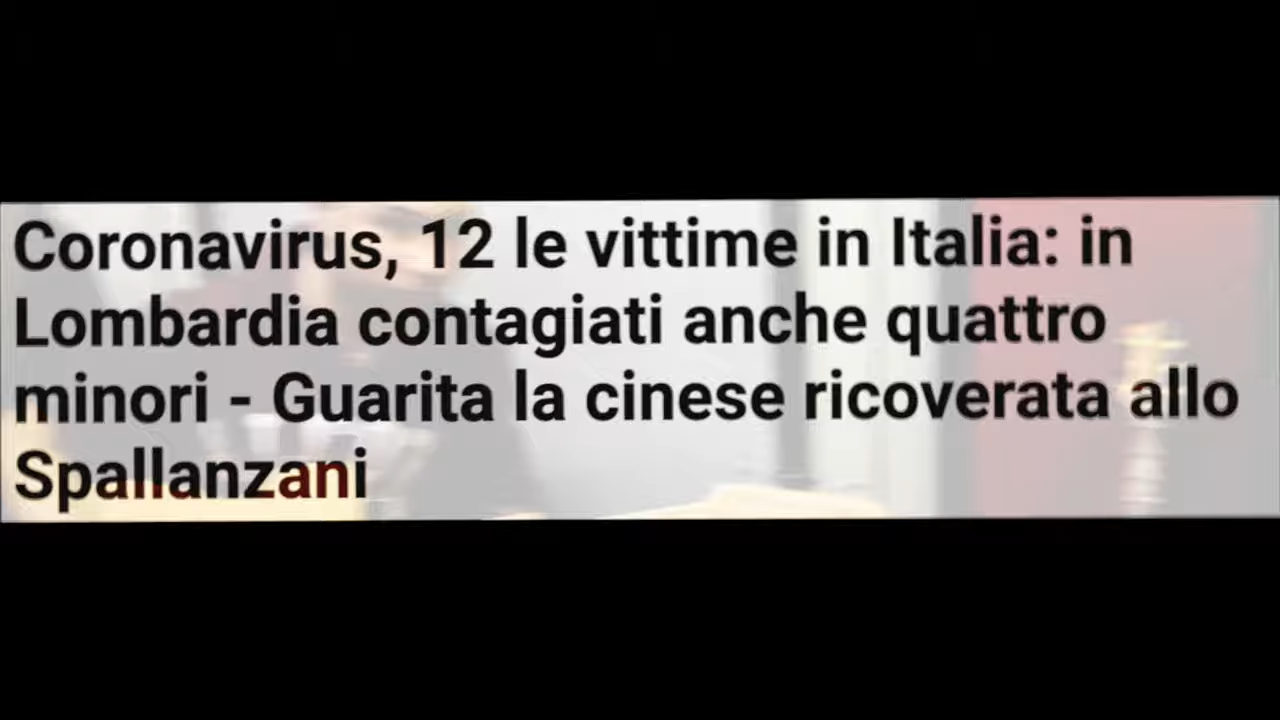 Coronavirus, 12 le vittime in Italia: in
Lombardia contagiati anche quattro
minori - Guarita la cinese ricoverata allo
Spallanzani